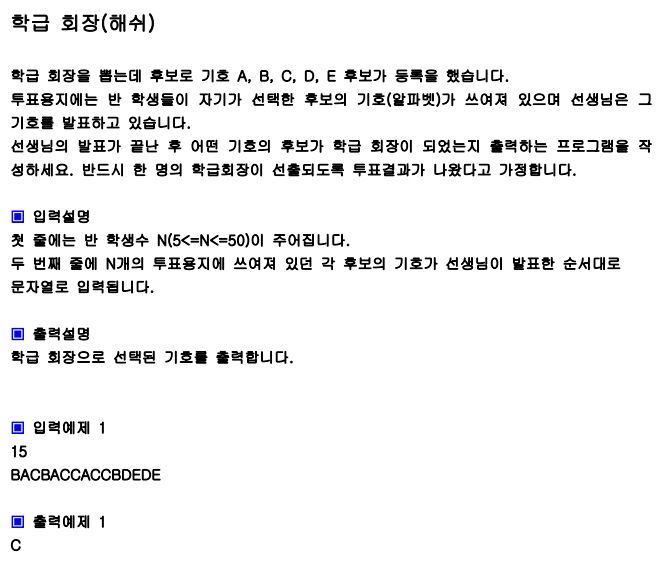 학급 회장(해쉬)
학급 회장을 뽑는데 후보로 기호 A, B, C, D, E 후보가 등록을 했습니다.
투표용지에는 반 학생들이 자기가 선택한 후보의 기호(알파벳)가 쓰여져 있으며 선생님은 그
기호를 발표하고 있습니다.
선생님의 발표가 끝난 후 어떤 기호의 후보가 학급 회장이 되었는지 출력하는 프로그램을 작
성하세요. 반드시 한 명의 학급회장이 선출되도록 투표결과가 나왔다고 가정합니다.
▣ 입력설명
첫 줄에는 반 학생수 N(5<=N<=50)이 주어집니다.
두 번째 줄에 N개의 투표용지에 쓰여져 있던 각 후보의 기호가 선생님이 발표한 순서대로
문자열로 입력됩니다.
▣ 출력설명
학급 회장으로 선택된 기호를 출력합니다.
▣ 입력예제 1
15
BACBACCACCBDEDE
▣ 출력예제 1
C